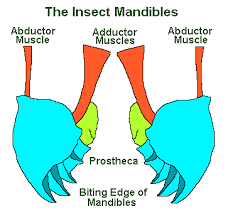 The Insect Mandibles
Abductor Muscle
Adductor Muscles
Abductor Muscle
Prostheca
Biting Edge of
Mandibles